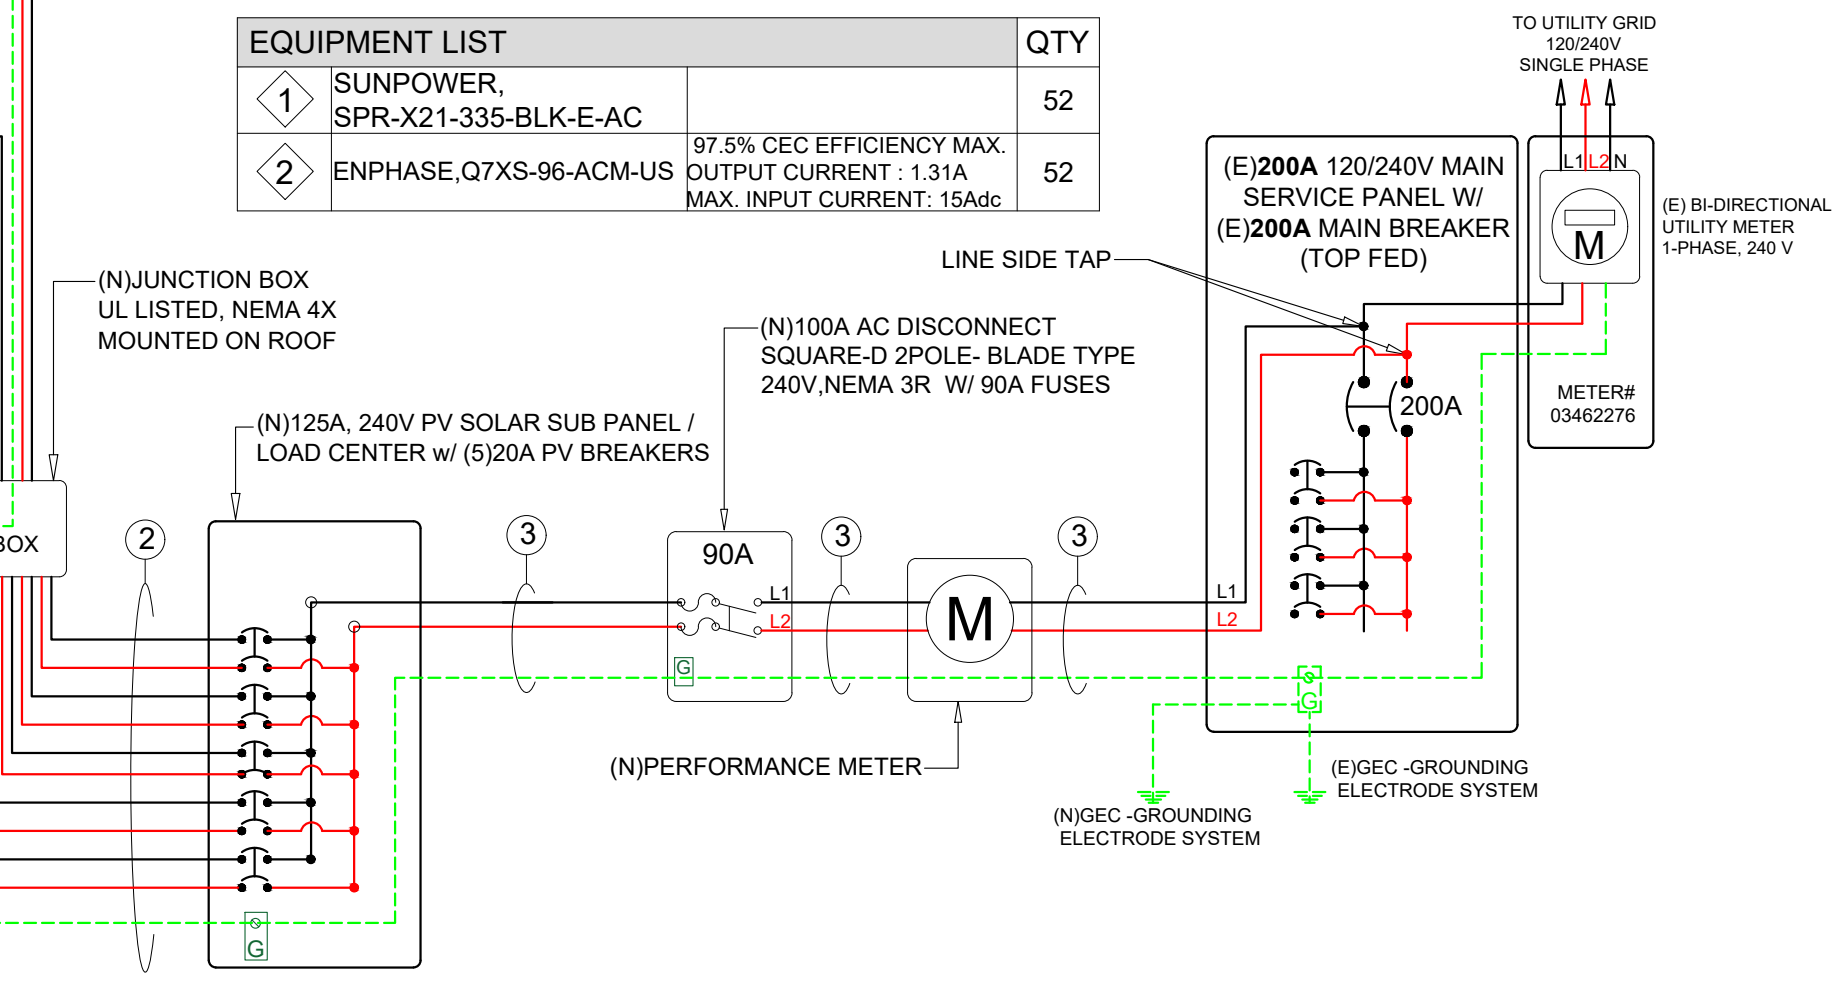 EQUIPMENT LIST QTY
1 SUNPOWER,
SPR-X21-335-BLK-E-AC 52
2 ENPHASE,Q7XS-96-ACM-US 97.5% CEC EFFICIENCY MAX.
OUTPUT CURRENT : 1.31A
MAX. INPUT CURRENT: 15Adc 52
TO UTILITY GRID
120/240V
SINGLE PHASE
L1 L2 N
M
(E) BI-DIRECTIONAL
UTILITY METER
1-PHASE, 240 V
METER#
03462276
(E)200A 120/240V MAIN
SERVICE PANEL W/
(E)200A MAIN BREAKER
(TOP FED)
LINE SIDE TAP
200A
(N)JUNCTION BOX
UL LISTED, NEMA 4X
MOUNTED ON ROOF
(N)100A AC DISCONNECT
SQUARE-D 2POLE- BLADE TYPE
240V,NEMA 3R W/ 90A FUSES
(N)125A, 240V PV SOLAR SUB PANEL /
LOAD CENTER w/ (5)20A PV BREAKERS
BOX
2
3
90A
3
3
L1
L2
G
M
L1
L2
G
G
(N)PERFORMANCE METER
(N)GEC -GROUNDING
ELECTRODE SYSTEM
(E)GEC -GROUNDING
ELECTRODE SYSTEM